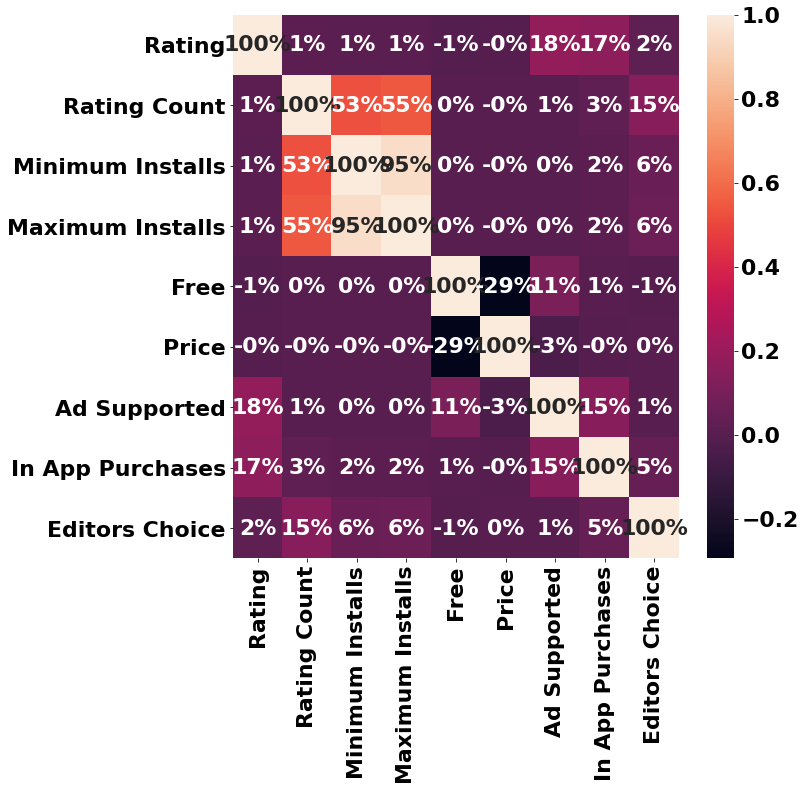 1.0
Rating 100% 1% 1% 1% -1% -0% 18% 17% 2%
0.8
Rating Count 1% 100% 53% 55% 0% -0% 1% 3% 15%
Minimum Installs 1% 53% 100% 95% 0% -0% 0% 2% 6%
0.6
Maximum Installs 1% 55% 95% 100% 0% -0% 0% 2% 6%
0.4
Free -1% 0% 0% 0% 100% -29% 11% 1% -1%
0.2
Price -0% -0% -0% -0% -29% 100% -3% -0% 0%
Ad Supported 18% 1% 0% 0% 11% -3% 100% 15% 1%
0.0
In App Purchases 17% 3% 2% 2% 1% -0% 15% 100% 5%
−0.2
Editors Choice 2% 15% 6% 6% -1% 0% 1% 5% 100%
Rating
Rating Count
Minimum Installs
Maximum Installs
Free
Price
Ad Supported
In App Purchases
Editors Choice